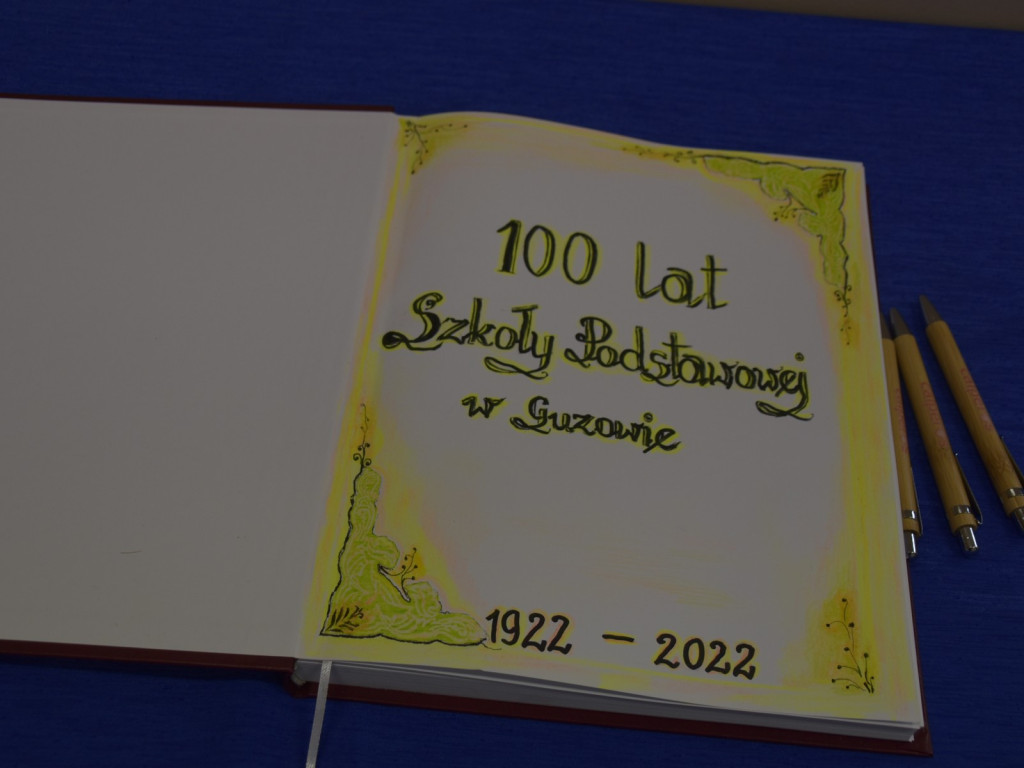 100 lat
Szkoły Podstawowej
w Guzowie
1922 - 2022